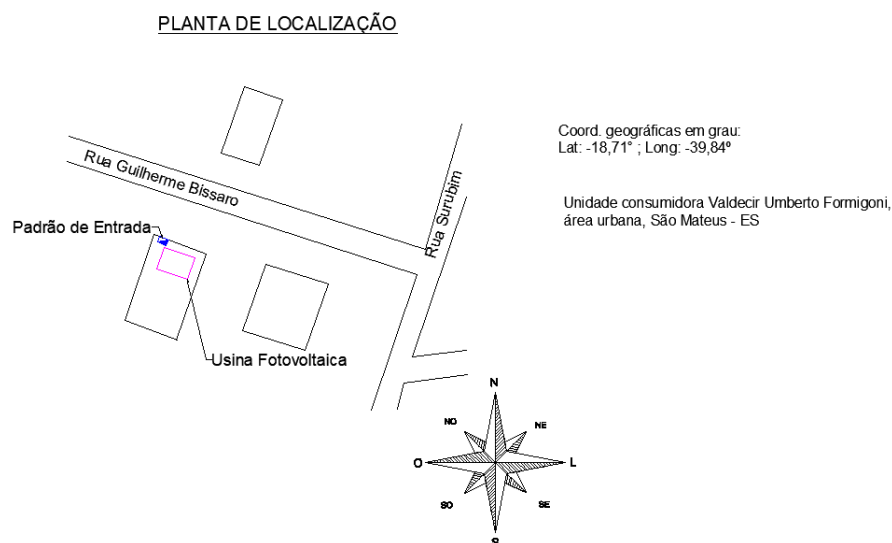 PLANTA DE LOCALIZAÇÃO
Coord. geográficas em grau:
Lat: -18,71° ; Long: -39,84º
Rua Guilherme Bissaro
Rua Surubim
Unidade consumidora Valdecir Umberto Formigoni,
área urbana, São Mateus - ES
Padrão de Entrada
Usina Fotovoltaica
N
NO
NE
O
L
SO
SE
S